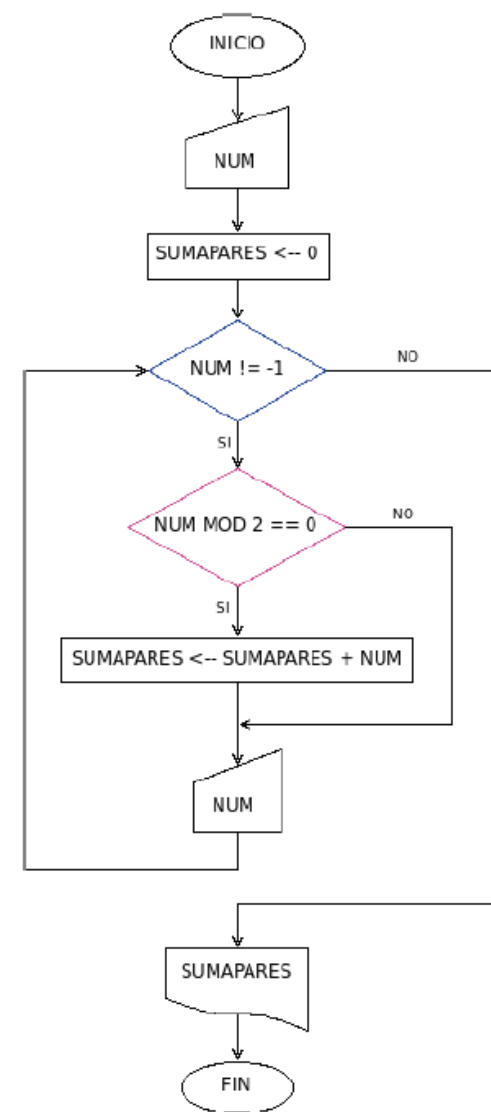 INICIO
NUM
SUMAPARES <-- 0
NUM != -1
NO
SI
NUM MOD 2 == 0
NO
SI
SUMAPARES <-- SUMAPARES + NUM
NUM
SUMAPARES
FIN